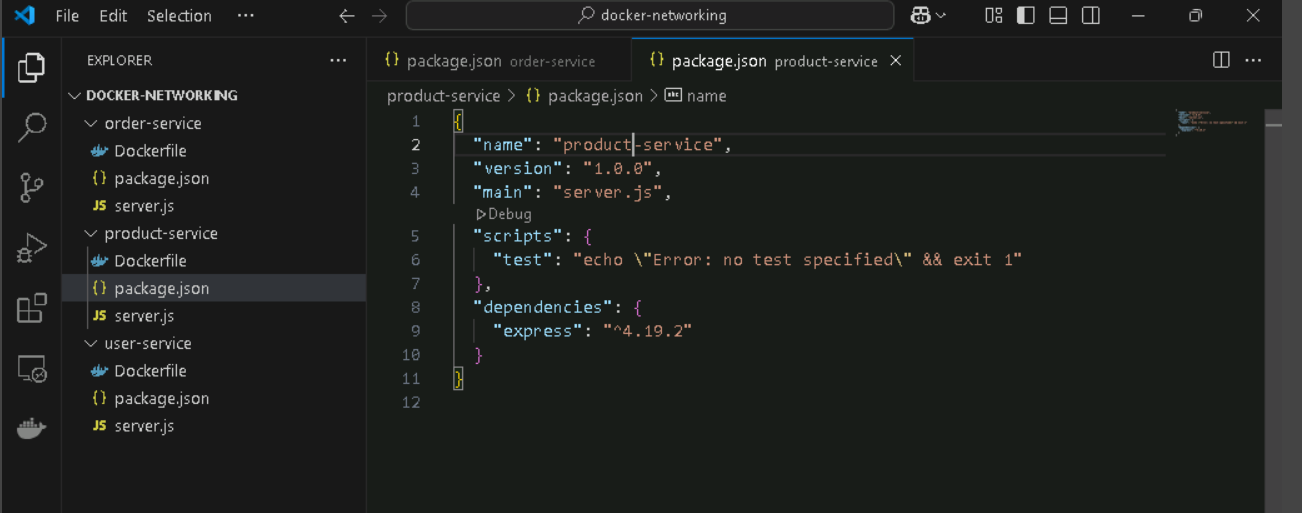 File Edit Selection ··· docker-networking
EXPLORER ···
DOCKER-NETWORKING
order-service
Dockerfile
{} package.json
JS server.js
product-service
Dockerfile
{} package.json
JS server.js
user-service
Dockerfile
{} package.json
JS server.js
{} package.json order-service {} package.json product-service ···
product-service > {} package.json > abc name
1 {
2 "name": "product-service",
3 "version": "1.0.0",
4 "main": "server.js",
Debug
5 "scripts": {
6 "test": "echo \"Error: no test specified\" && exit 1"
7 },
8 "dependencies": {
9 "express": "^4.19.2"
10 }
11 }
12